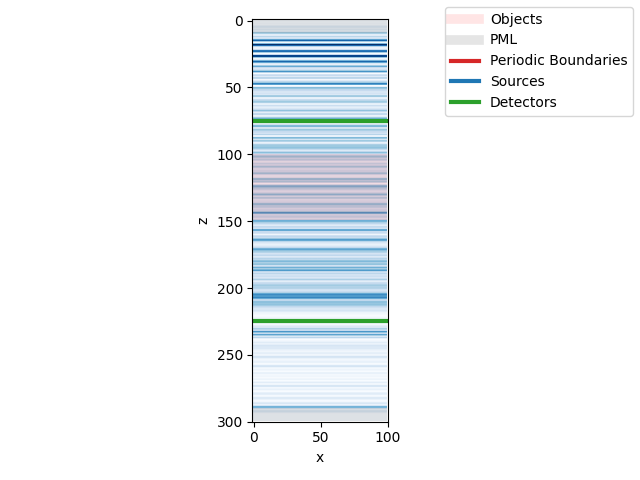 Objects
PML
Periodic Boundaries
Sources
Detectors
0
50
100
150
200
250
300
z
0 50 100
x